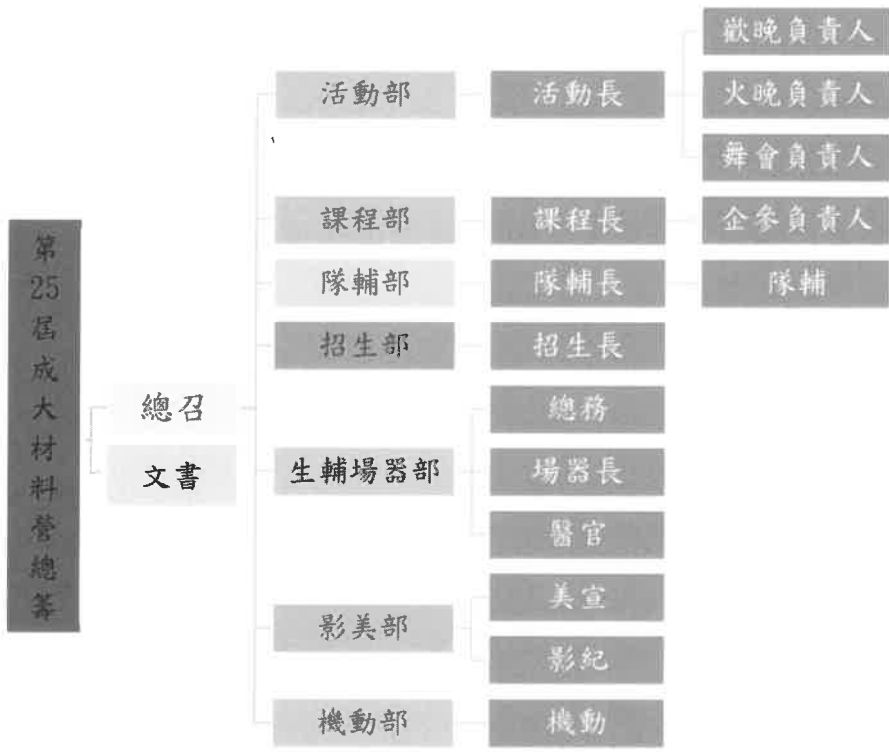 第25屆成大材料營總籌
總召
文書
活動部
活動長
歡晚負責人
火晚負責人
舞會負責人
課程部
課程長
企參負責人
隊輔部
隊輔長
隊輔
招生部
招生長
生輔場器部
總務
場器長
醫官
影美部
美宣
影紀
機動部
機動